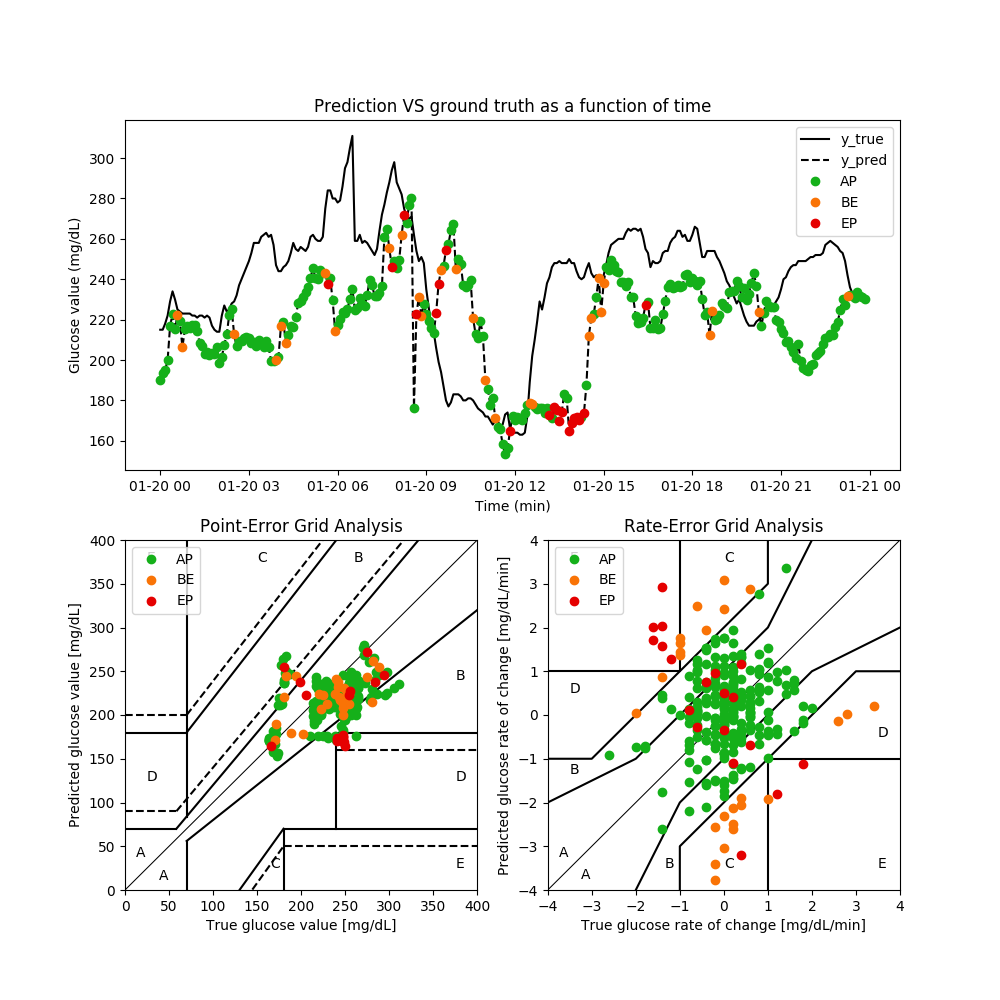 Prediction VS ground truth as a function of time
Glucose value (mg/dL)
300
280
260
240
220
200
180
160
y_true
y_pred
AP
BE
EP
01-20 00 01-20 03 01-20 06 01-20 09 01-20 12 01-20 15 01-20 18 01-20 21 01-21 00
Time (min)
Point-Error Grid Analysis
Predicted glucose value [mg/dL]
400
350
300
250
200
150
100
50
0
AP
BE
EP
C B
B
D D
A
A
C E
0 50 100 150 200 250 300 350 400
True glucose value [mg/dL]
Rate-Error Grid Analysis
Predicted glucose rate of change [mg/dL/min]
4
3
2
1
0
−1
−2
−3
−4
AP
BE
EP
C
D
D
B
A
A
B C E
−4 −3 −2 −1 0 1 2 3 4
True glucose rate of change [mg/dL/min]